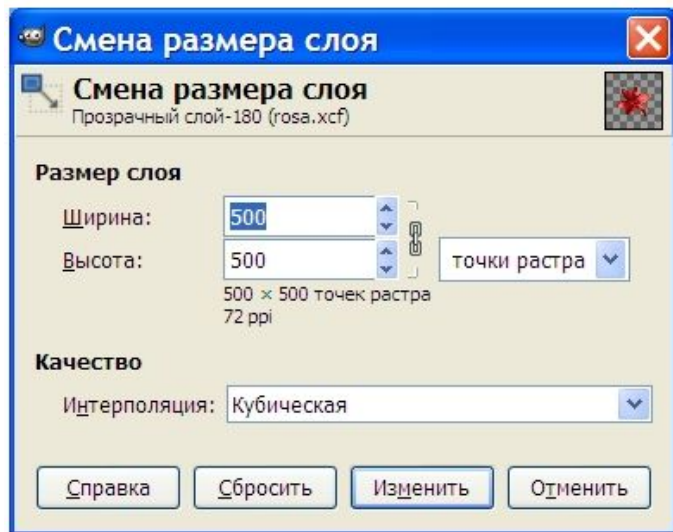 Смена размера слоя
Смена размера слоя
Прозрачный слой-180 (rosa.xcf)
Размер слоя
Ширина: 500
Высота: 500 точки растра
500 × 500 точек растра
72 ppi
Качество
Интерполяция: Кубическая
Справка Сбросить Изменить Отменить